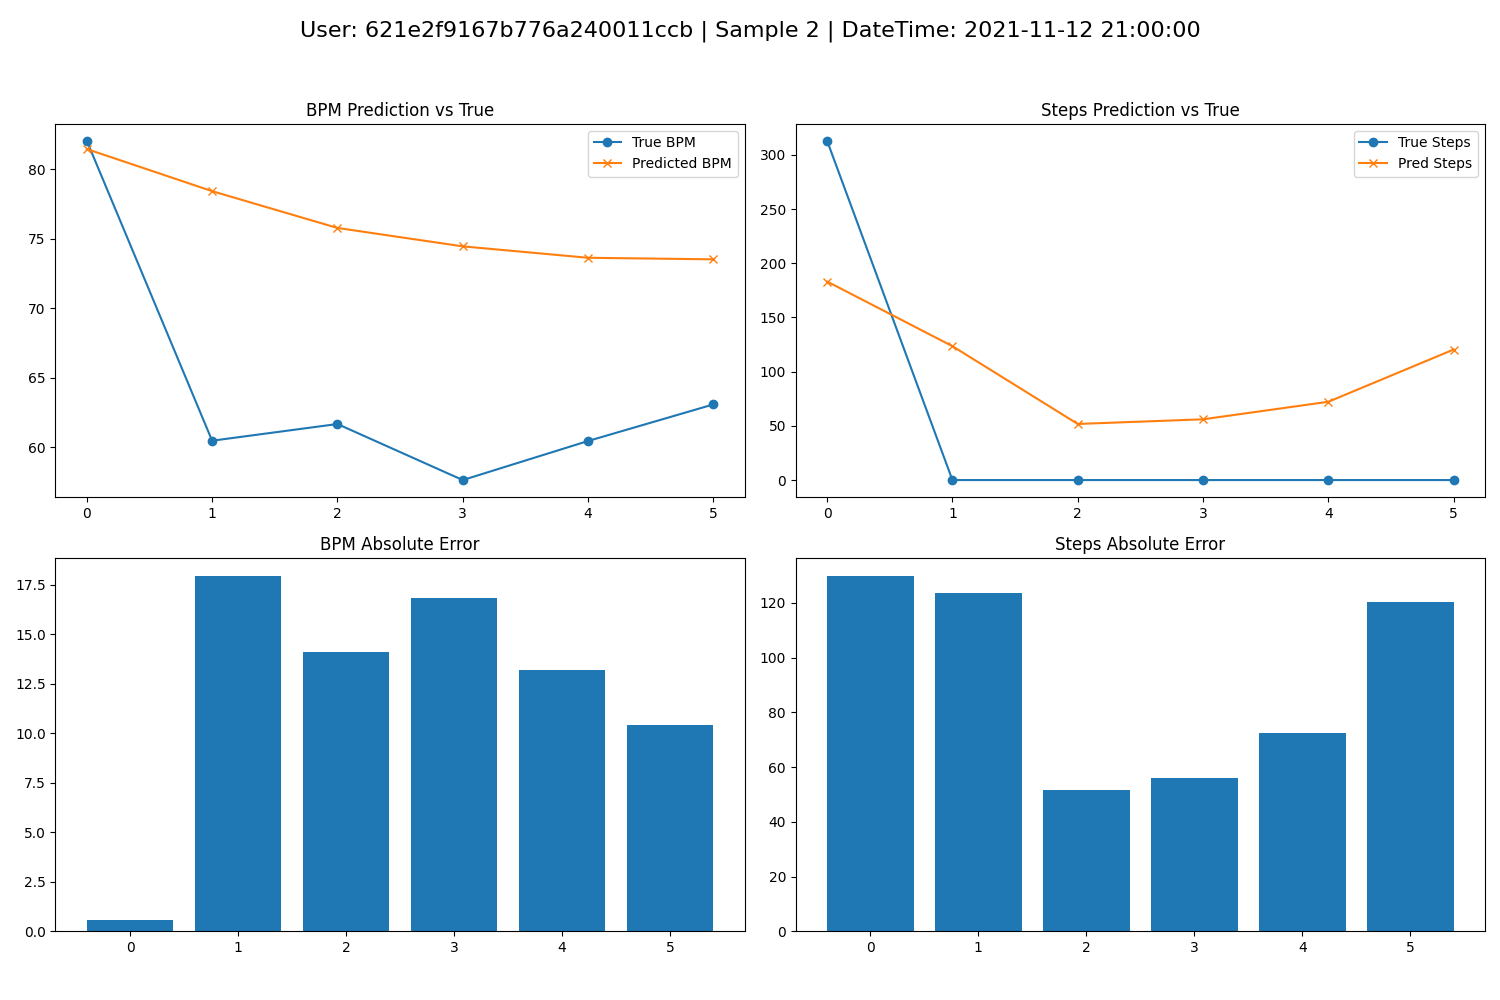 User: 621e2f9167b776a240011ccb | Sample 2 | DateTime: 2021-11-12 21:00:00
BPM Prediction vs True
True BPM
Predicted BPM
80
75
70
65
60
0 1 2 3 4 5
Steps Prediction vs True
True Steps
Pred Steps
300
250
200
150
100
50
0
0 1 2 3 4 5
BPM Absolute Error
17.5
15.0
12.5
10.0
7.5
5.0
2.5
0.0
0 1 2 3 4 5
Steps Absolute Error
120
100
80
60
40
20
0
0 1 2 3 4 5